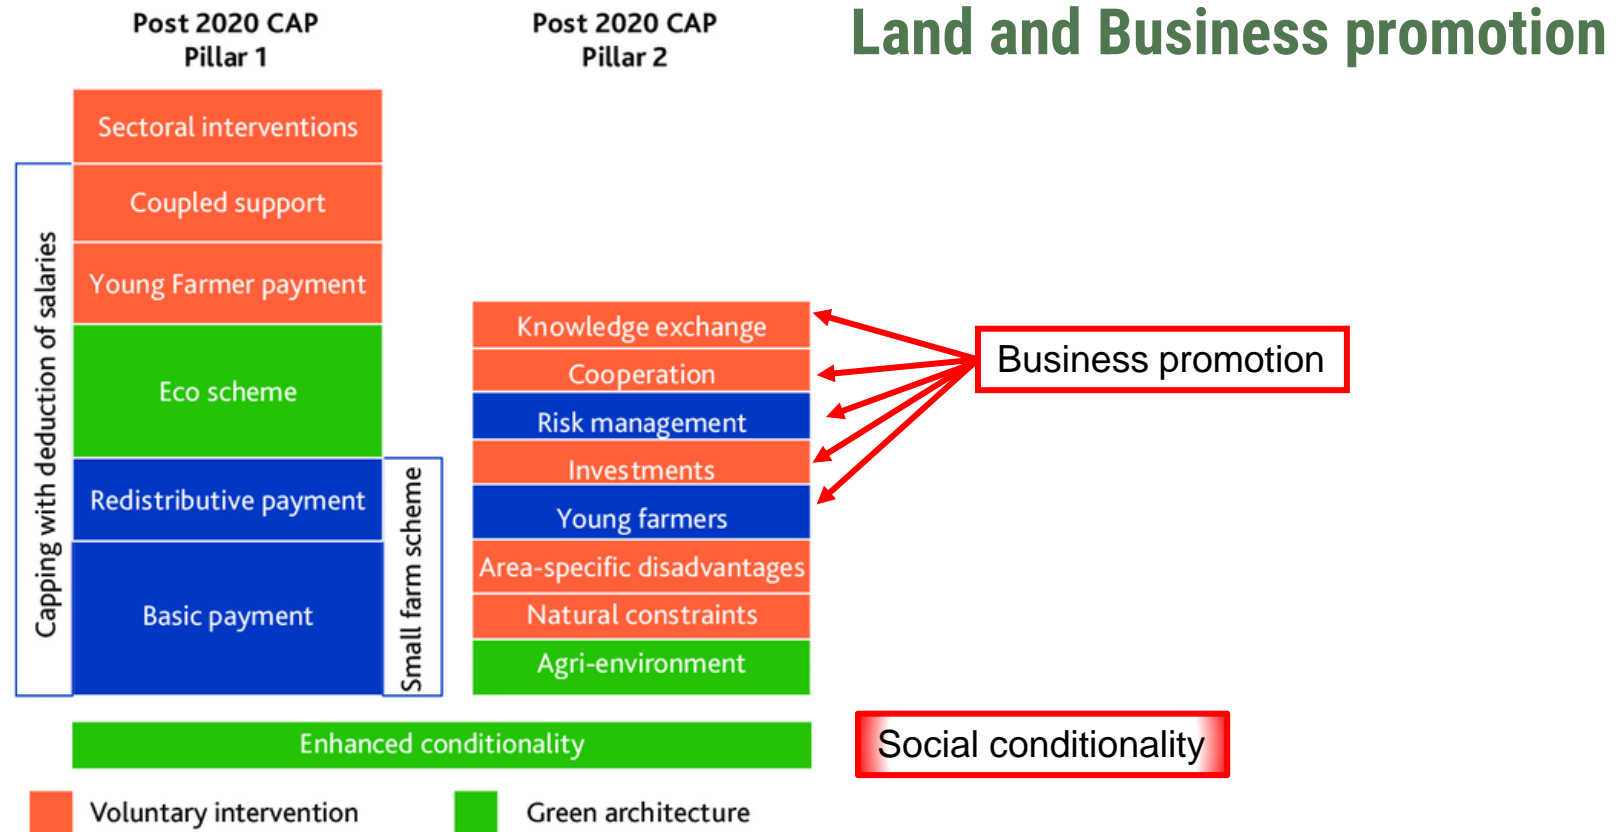 Post 2020 CAP
Pillar 1
Post 2020 CAP
Pillar 2
Land and Business promotion
Sectoral interventions
Coupled support
Young Farmer payment
Eco scheme
Redistributive payment
Basic payment
Capping with deduction of salaries
Small farm scheme
Knowledge exchange
Cooperation
Risk management
Investments
Young farmers
Area-specific disadvantages
Natural constraints
Agri-environment
Business promotion
Enhanced conditionality
Social conditionality
Voluntary intervention
Green architecture